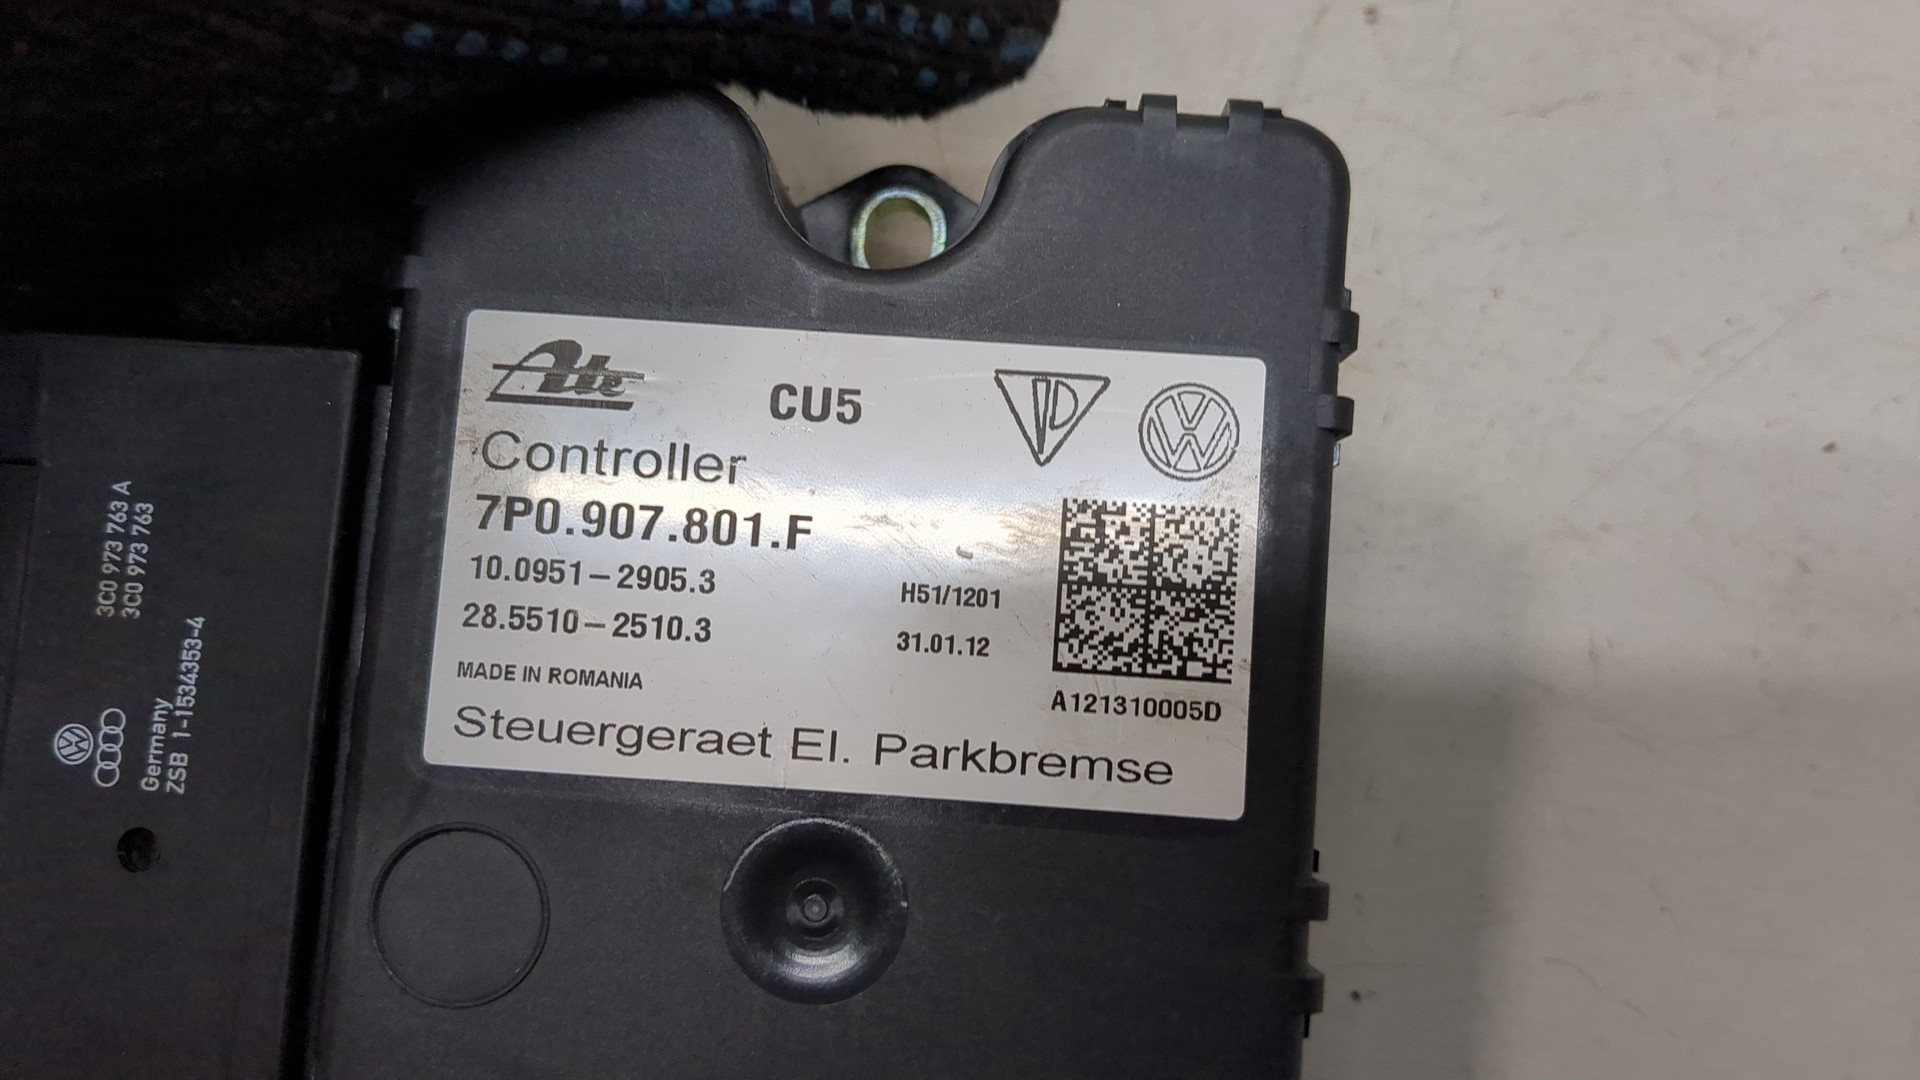 Ate
CU5
Controller
7P0.907.801.F
10.0951-2905.3
H51/1201
28.5510-2510.3
31.01.12
MADE IN ROMANIA
A121310005D
Steuergeraet El. Parkbremse
3C0 973 763 A
3C0 973 763
Germany
ZSB 1-1534353-4